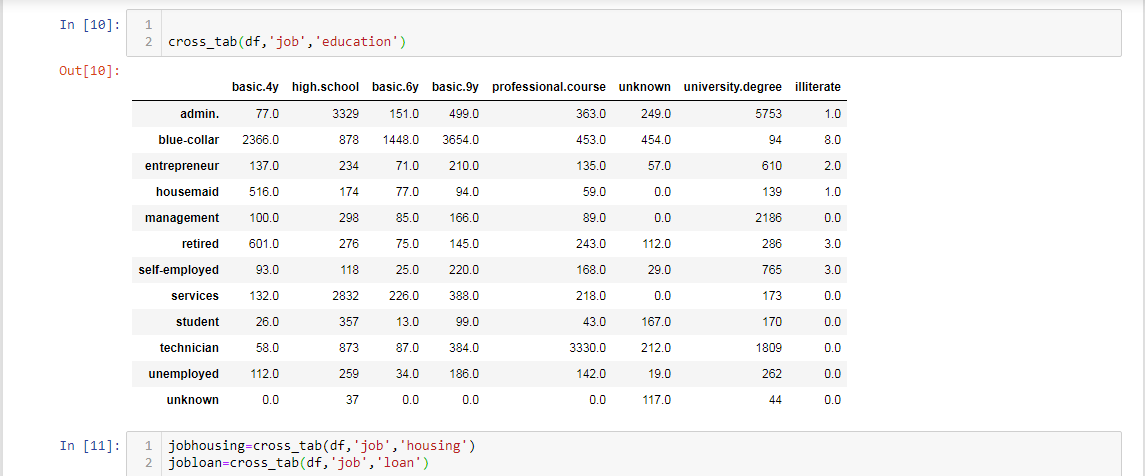 In [10]: 1
2 cross_tab(df,'job','education')
Out[10]:
basic.4y high.school basic.6y basic.9y professional.course unknown university.degree illiterate
admin. 77.0 3329 151.0 499.0 363.0 249.0 5753 1.0
blue-collar 2366.0 878 1448.0 3654.0 453.0 454.0 94 8.0
entrepreneur 137.0 234 71.0 210.0 135.0 57.0 610 2.0
housemaid 516.0 174 77.0 94.0 59.0 0.0 139 1.0
management 100.0 298 85.0 166.0 89.0 0.0 2186 0.0
retired 601.0 276 75.0 145.0 243.0 112.0 286 3.0
self-employed 93.0 118 25.0 220.0 168.0 29.0 765 3.0
services 132.0 2832 226.0 388.0 218.0 0.0 173 0.0
student 26.0 357 13.0 99.0 43.0 167.0 170 0.0
technician 58.0 873 87.0 384.0 3330.0 212.0 1809 0.0
unemployed 112.0 259 34.0 186.0 142.0 19.0 262 0.0
unknown 0.0 37 0.0 0.0 0.0 117.0 44 0.0
In [11]: 1 jobhousing=cross_tab(df,'job','housing')
2 jobloan=cross_tab(df,'job','loan')